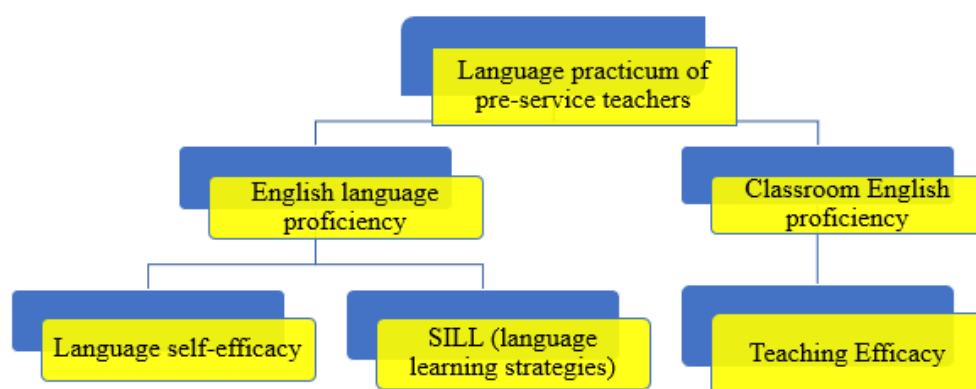 Language practicum of
pre-service teachers
English language
proficiency
Classroom English
proficiency
Language self-efficacy
SILL (language
learning strategies)
Teaching Efficacy